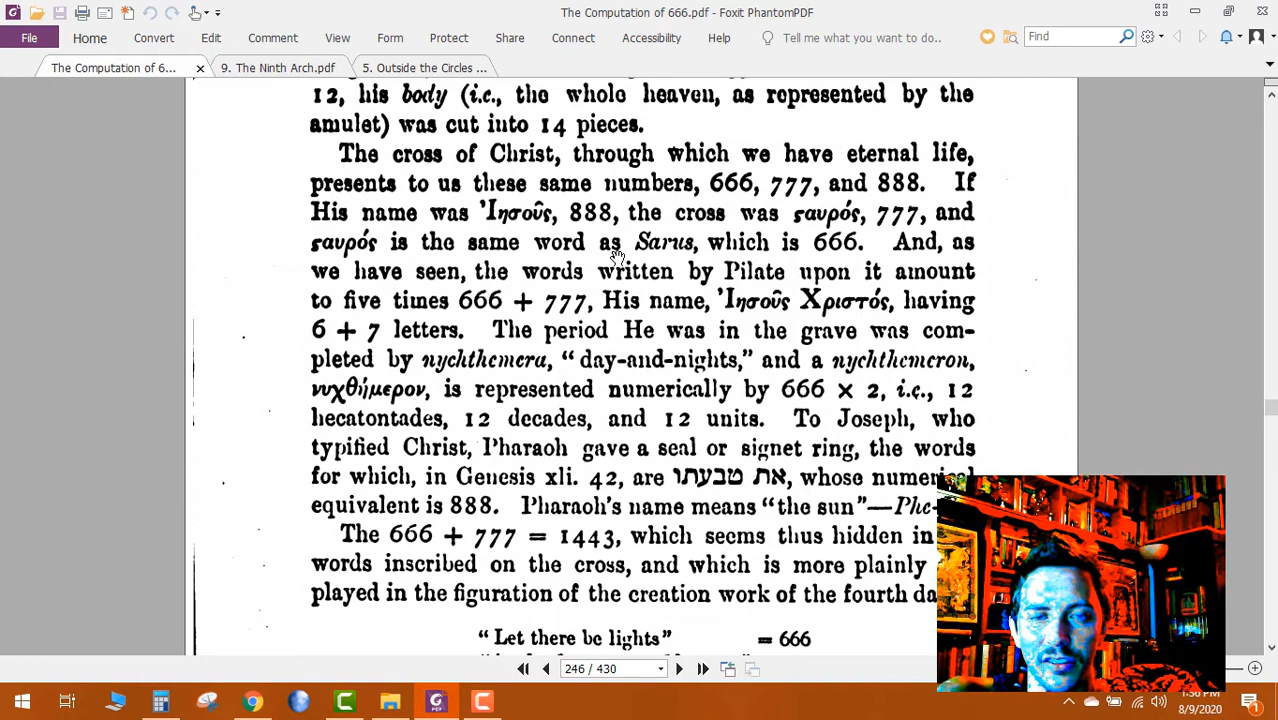 The Computation of 666.pdf - Foxit PhantomPDF
File Home Convert Edit Comment View Form Protect Share Connect Accessibility Help Tell me what you want to do.. Find
The Computation of 6... 9. The Ninth Arch.pdf 5. Outside the Circles ...
12, his body (i.e., the whole heaven, as represented by the
amulet) was cut into 14 pieces.
The cross of Christ, through which we have eternal life,
presents to us these same numbers, 666, 777, and 888. If
His name was Ἰησοῦς, 888, the cross was ϛαυρός, 777, and
ϛαυρός is the same word as Sarus, which is 666. And, as
we have seen, the words written by Pilate upon it amount
to five times 666 + 777, His name, Ἰησοῦς Χριστός, having
6 + 7 letters. The period He was in the grave was com-
pleted by nychthemera, “day-and-nights,” and a nychthemeron,
νυχθήμερον, is represented numerically by 666 × 2, i.e., 12
hecatontades, 12 decades, and 12 units. To Joseph, who
typified Christ, Pharaoh gave a seal or signet ring, the words
for which, in Genesis xli. 42, are את טבעתו, whose numerical
equivalent is 888. Pharaoh's name means “the sun”—Phe-
The 666 + 777 = 1443, which seems thus hidden in
words inscribed on the cross, and which is more plainly
played in the figuration of the creation work of the fourth da
“Let there be lights” = 666
246 / 430
1:30 PM
8/9/2020